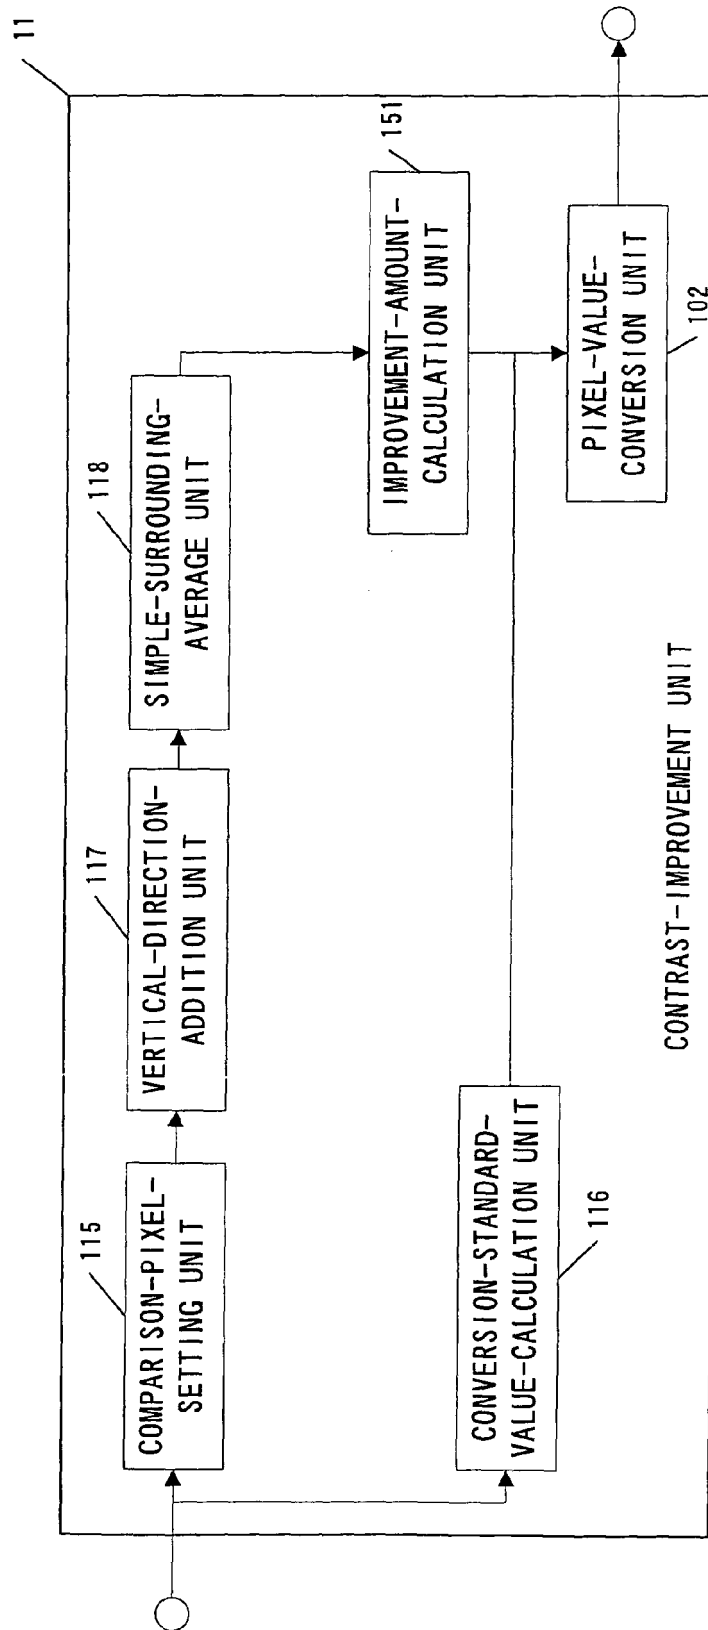 11
115
COMPARISON-PIXEL-
SETTING UNIT
117
VERTICAL-DIRECTION-
ADDITION UNIT
118
SIMPLE-SURROUNDING-
AVERAGE UNIT
151
IMPROVEMENT-AMOUNT-
CALCULATION UNIT
CONVERSION-STANDARD-
VALUE-CALCULATION UNIT
116
PIXEL-VALUE-
CONVERSION UNIT
102
CONTRAST-IMPROVEMENT UNIT